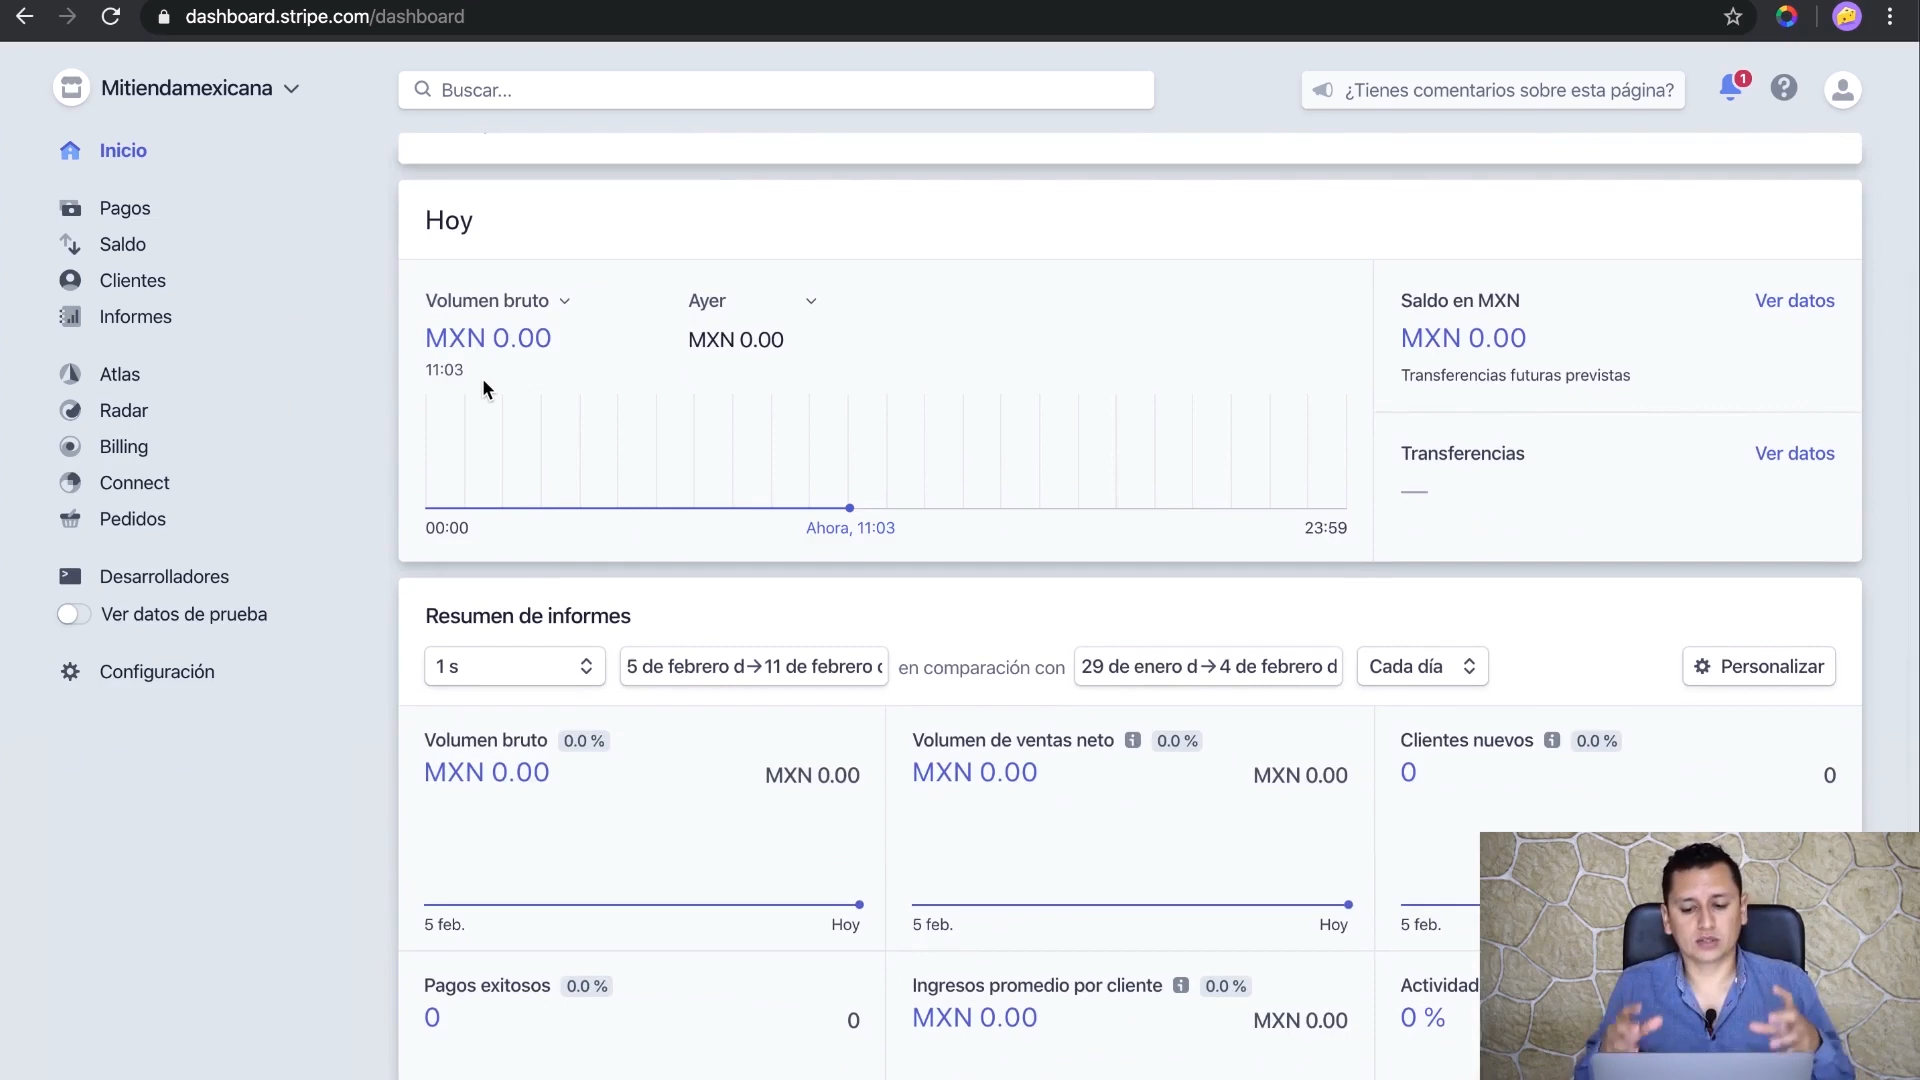 dashboard.stripe.com/dashboard
Mitiendamexicana
Buscar...
¿Tienes comentarios sobre esta página?
1
Inicio
Pagos
Saldo
Clientes
Informes
Atlas
Radar
Billing
Connect
Pedidos
Desarrolladores
Ver datos de prueba
Configuración
Hoy
Volumen bruto
MXN 0.00
11:03
Ayer
MXN 0.00
00:00
Ahora, 11:03
23:59
Saldo en MXN
Ver datos
MXN 0.00
Transferencias futuras previstas
Transferencias
Ver datos
—
Resumen de informes
1 s
5 de febrero d→11 de febrero
en comparación con
29 de enero d→4 de febrero d
Cada día
Personalizar
Volumen bruto 0.0 %
MXN 0.00
MXN 0.00
5 feb.
Hoy
Volumen de ventas neto 0.0 %
MXN 0.00
MXN 0.00
5 feb.
Hoy
Clientes nuevos 0.0 %
0
0
5 feb.
Pagos exitosos 0.0 %
0
0
Ingresos promedio por cliente 0.0 %
MXN 0.00
MXN 0.00
Actividad
0 %